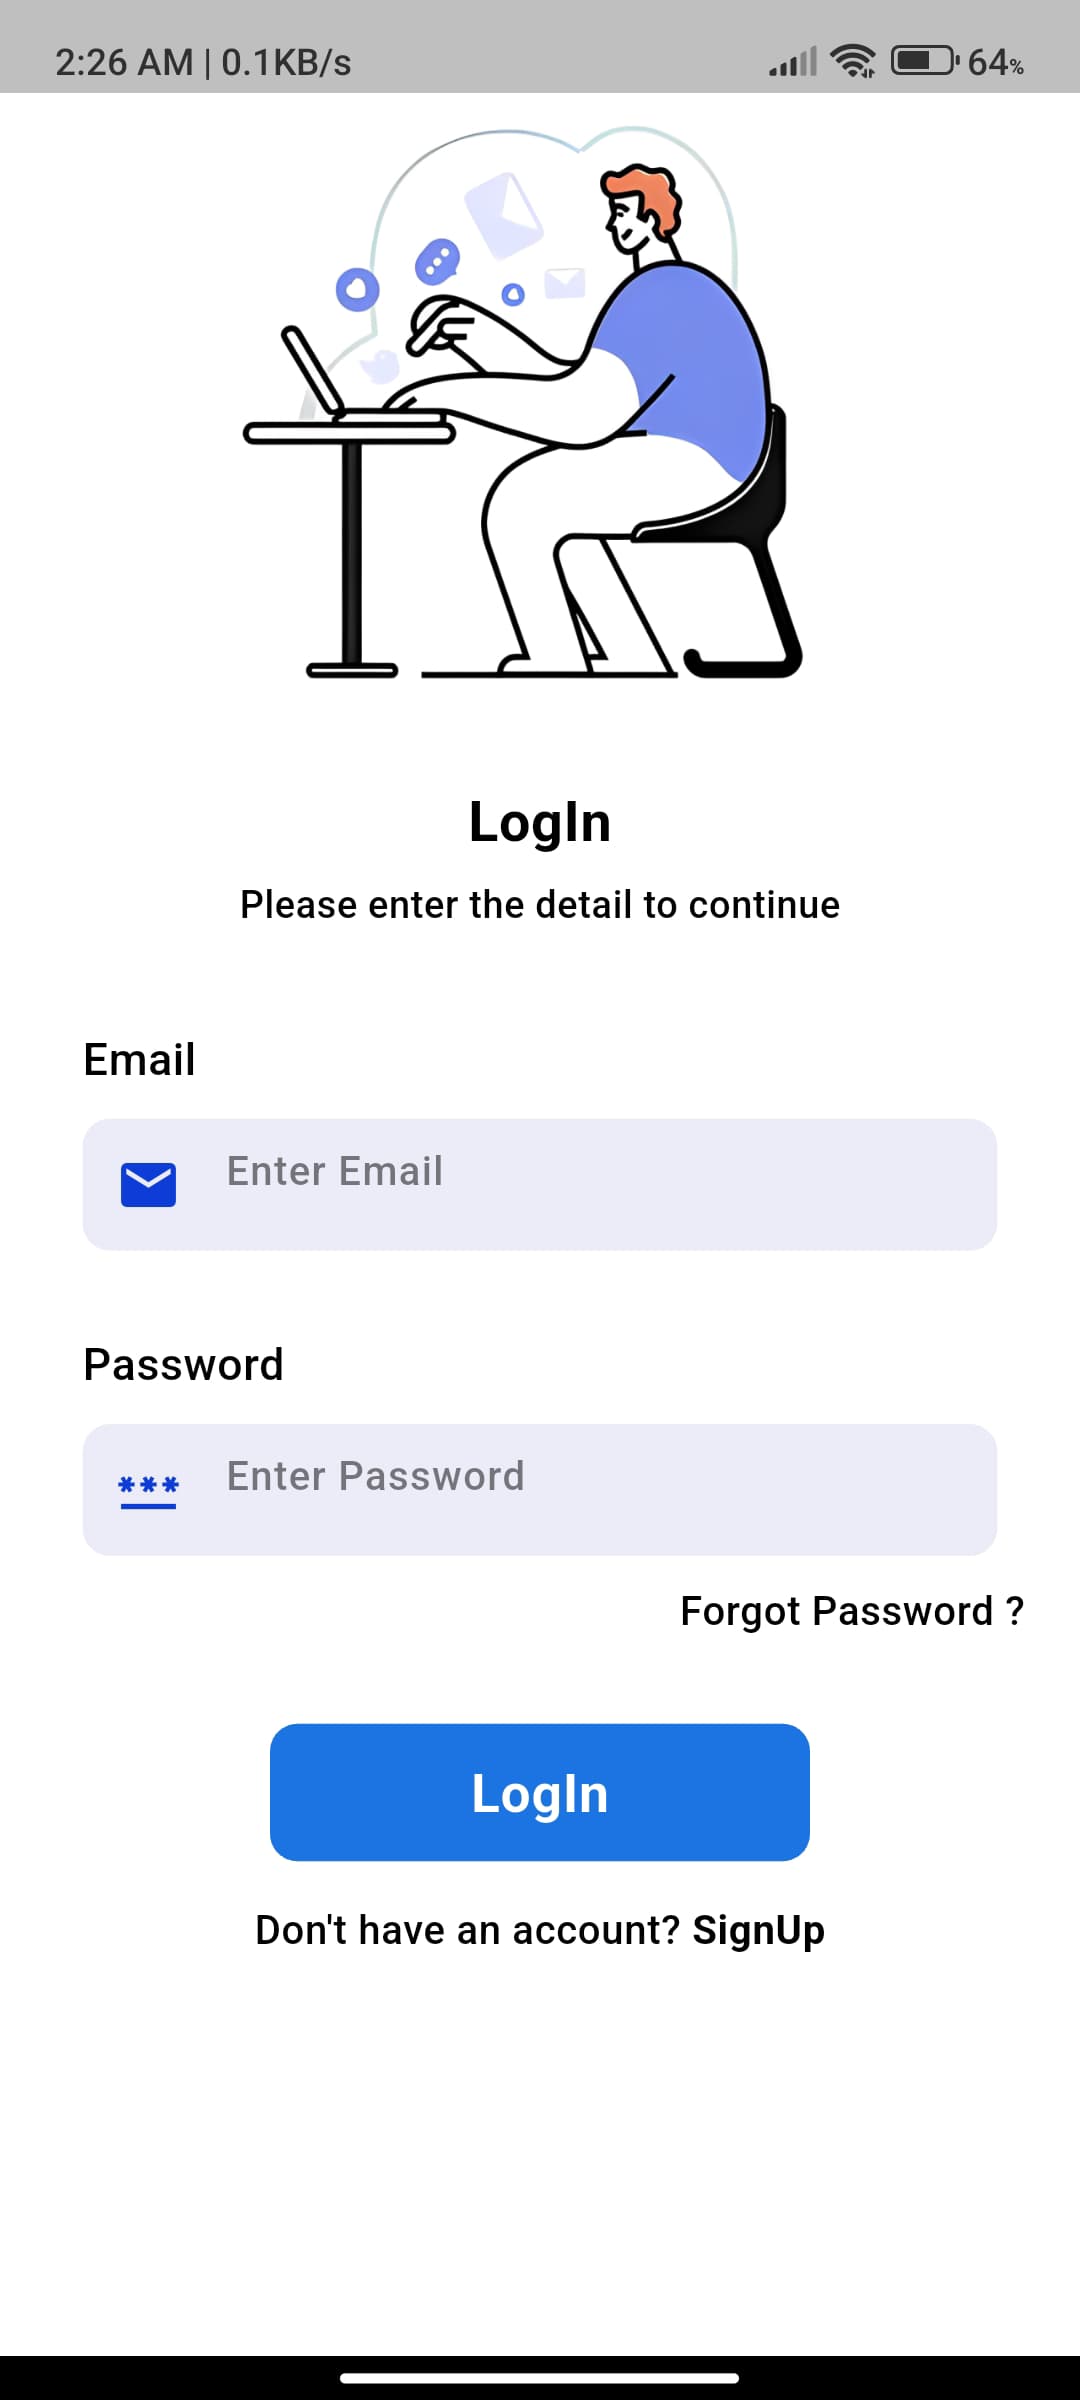 2:26 AM | 0.1KB/s 64%
LogIn
Please enter the detail to continue
Email
Enter Email
Password
*** Enter Password
Forgot Password ?
LogIn
Don't have an account? SignUp